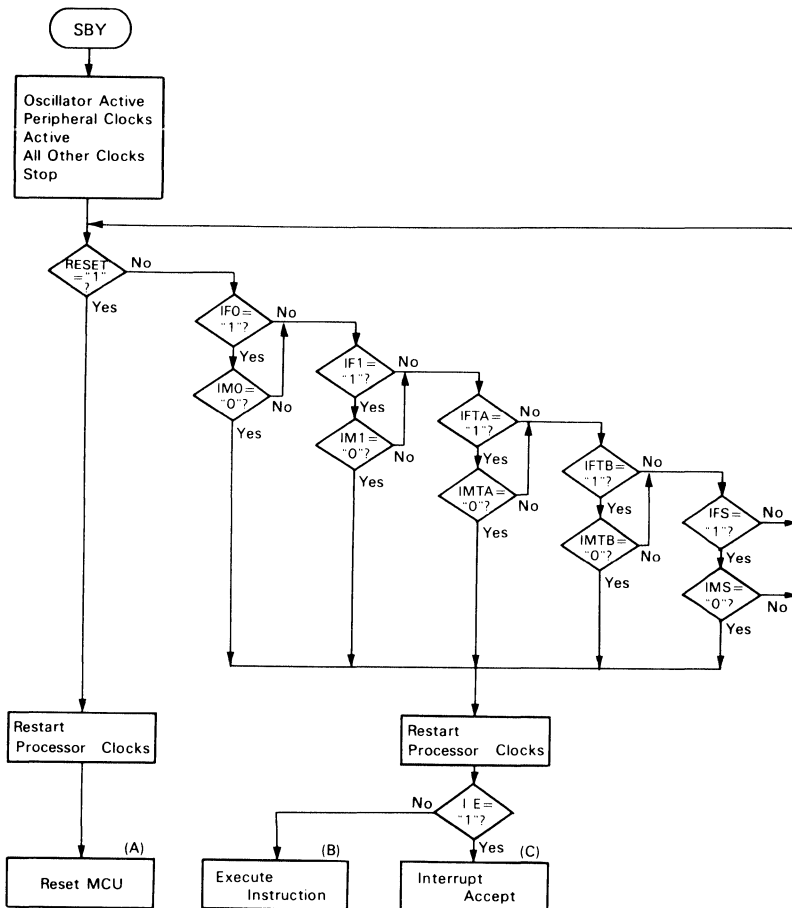 SBY
Oscillator Active
Peripheral Clocks
Active
All Other Clocks
Stop
RESET
="1"
?
No
Yes
IF0=
"1"?
No
Yes
IM0=
"0"?
No
Yes
IF1=
"1"?
No
Yes
IM1=
"0"?
No
Yes
IFTA=
"1"?
No
Yes
IMTA=
"0"?
No
Yes
IFTB=
"1"?
No
Yes
IMTB=
"0"?
No
Yes
IFS=
"1"?
No
Yes
IMS=
"0"?
No
Yes
Restart
Processor Clocks
Restart
Processor Clocks
IE=
"1"?
No
Yes
(A)
Reset MCU
(B)
Execute
Instruction
(C)
Interrupt
Accept